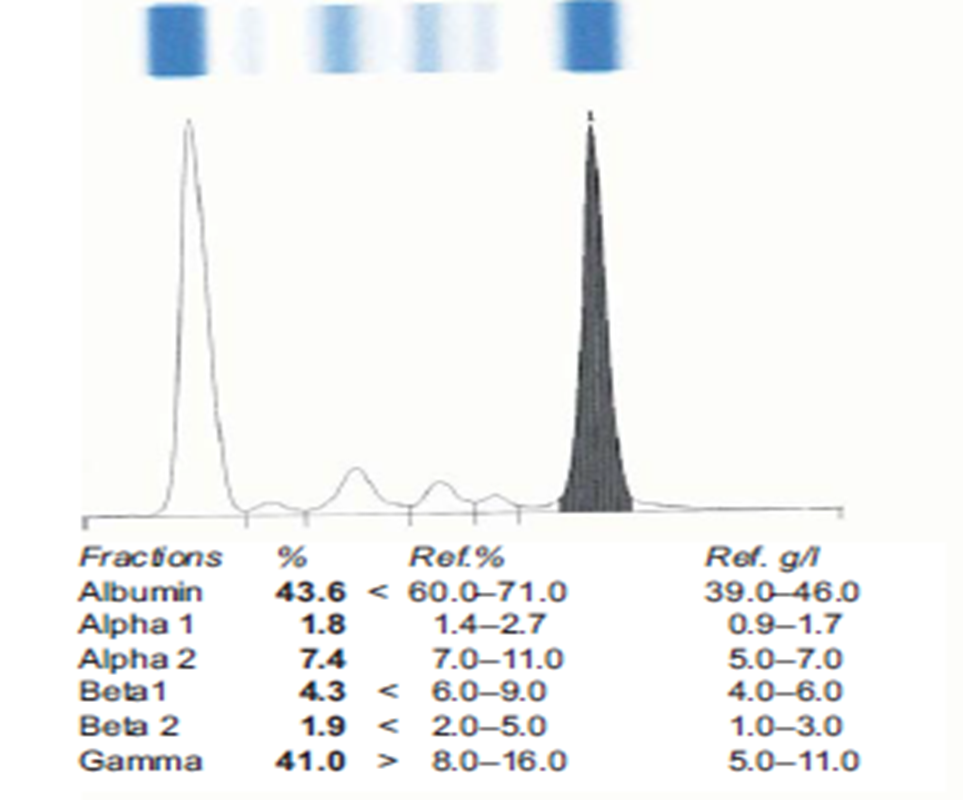 1
Fractions % Ref.% Ref. g/l
Albumin 43.6 < 60.0–71.0 39.0–46.0
Alpha 1 1.8 1.4–2.7 0.9–1.7
Alpha 2 7.4 7.0–11.0 5.0–7.0
Beta1 4.3 < 6.0–9.0 4.0–6.0
Beta 2 1.9 < 2.0–5.0 1.0–3.0
Gamma 41.0 > 8.0–16.0 5.0–11.0